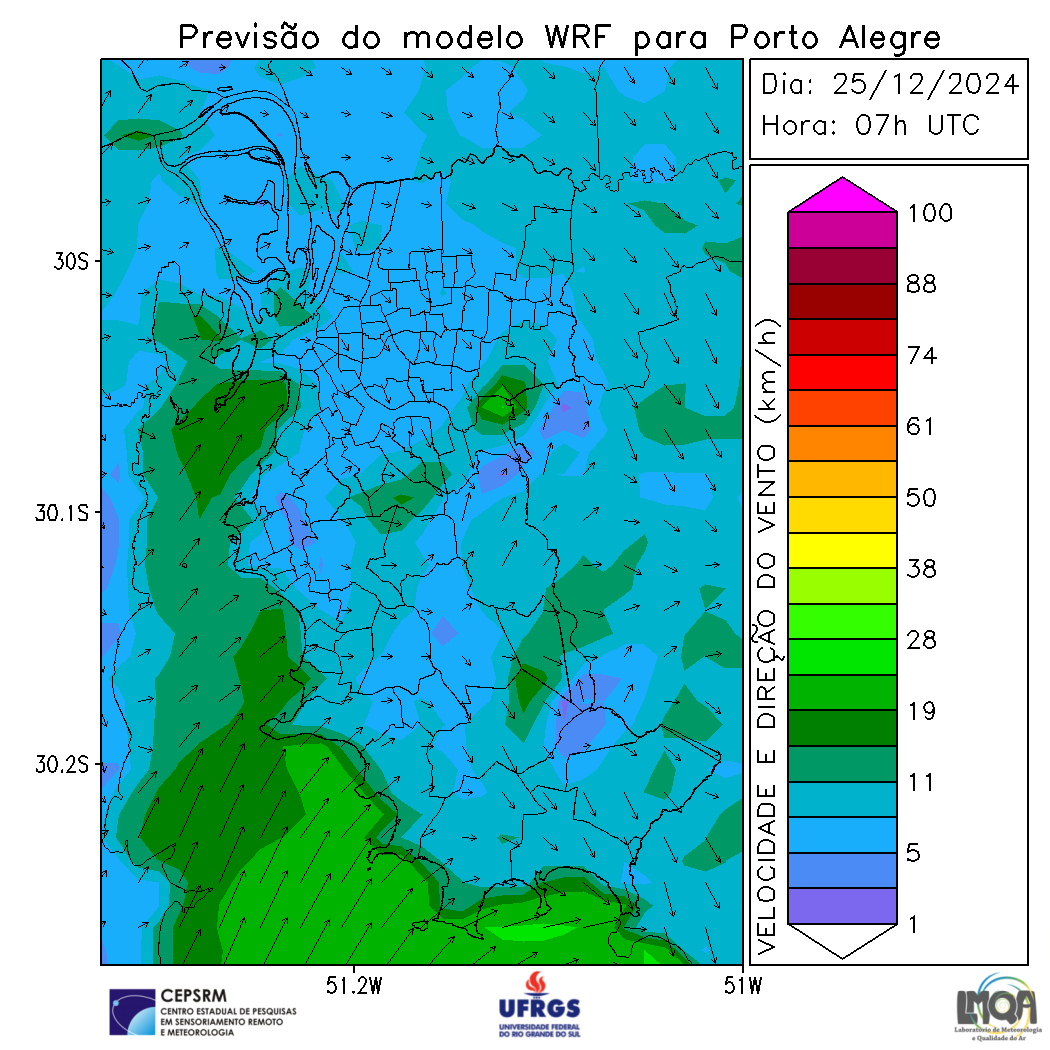 Previsão do modelo WRF para Porto Alegre
Dia: 25/12/2024
Hora: 07h UTC
30S
30.1S
30.2S
51.2W
51W
VELOCIDADE E DIREÇÃO DO VENTO (km/h)
100
88
74
61
50
38
28
19
11
5
1
CEPSRM
CENTRO ESTADUAL DE PESQUISAS
EM SENSORIAMENTO REMOTO
E METEOROLOGIA
UFRGS
UNIVERSIDADE FEDERAL
DO RIO GRANDE DO SUL
LMQA
Laboratório de Meteorologia
e Qualidade do Ar